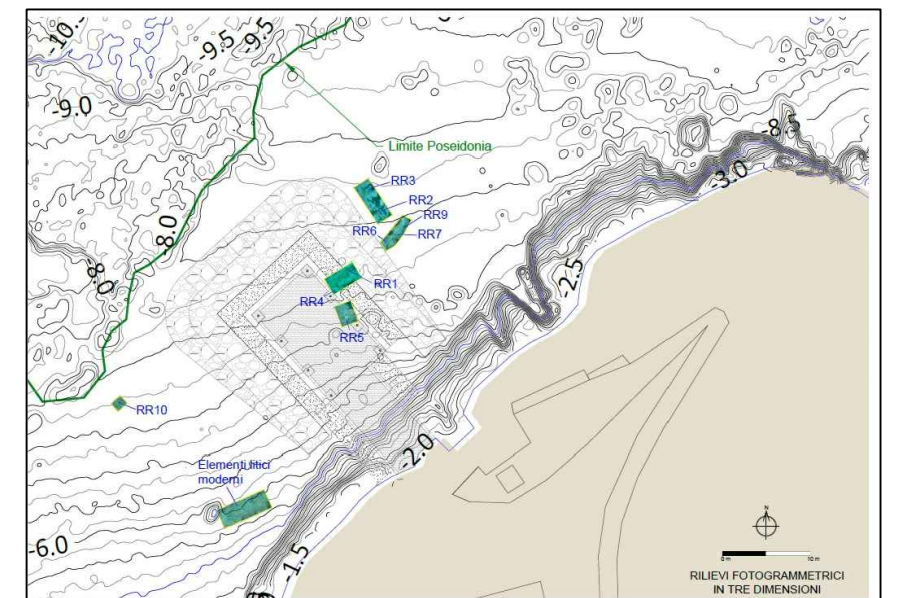 -10.
-9.5
-9.5
-9.0
Limite Poseidonia
-8.5
-3.0
RR3
RR2
RR9
RR6
RR7
-8.0
-8.0
-2.5
RR1
RR4
RR5
RR10
-2.0
Elementi litici
moderni
-6.0
-1.5
N
0 m
10 m
RILIEVI FOTOGRAMMETRICI
IN TRE DIMENSIONI